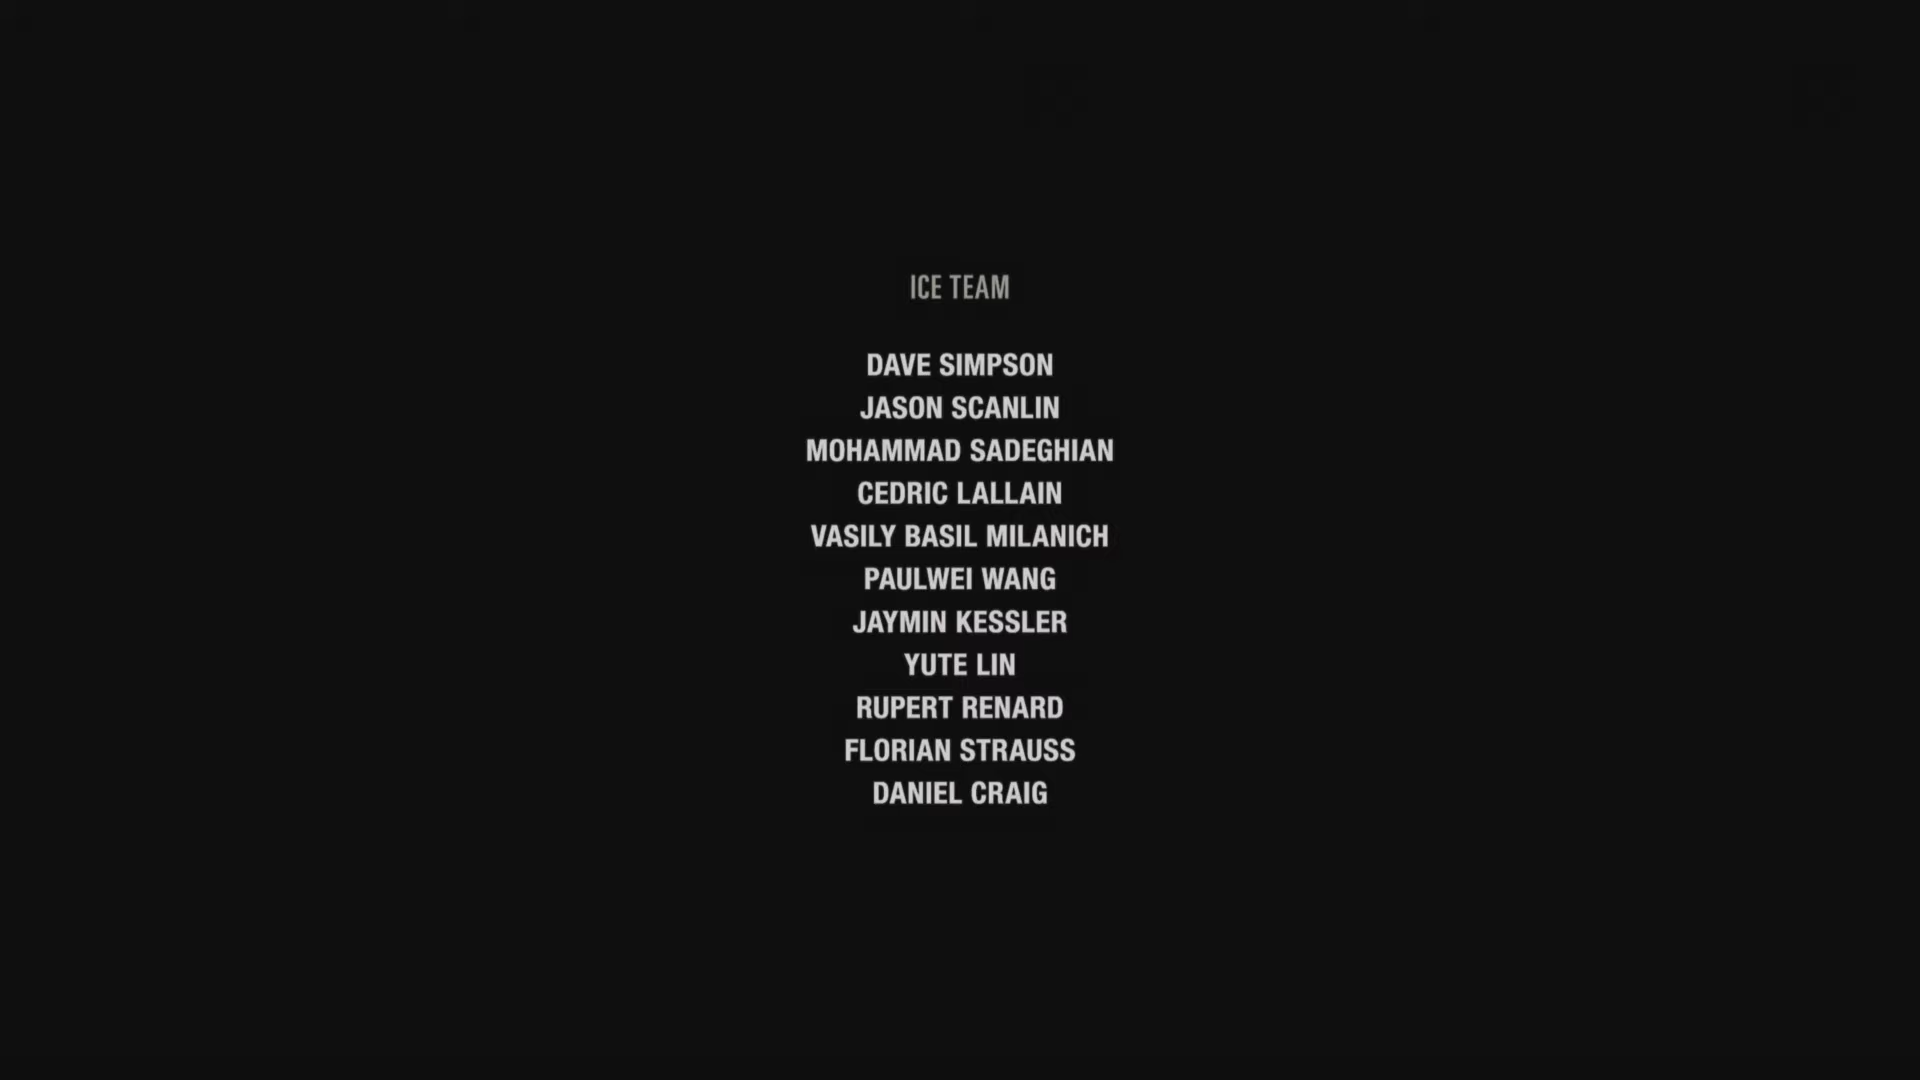 ICE TEAM
DAVE SIMPSON
JASON SCANLIN
MOHAMMAD SADEGHIAN
CEDRIC LALLAIN
VASILY BASIL MILANICH
PAULWEI WANG
JAYMIN KESSLER
YUTE LIN
RUPERT RENARD
FLORIAN STRAUSS
DANIEL CRAIG